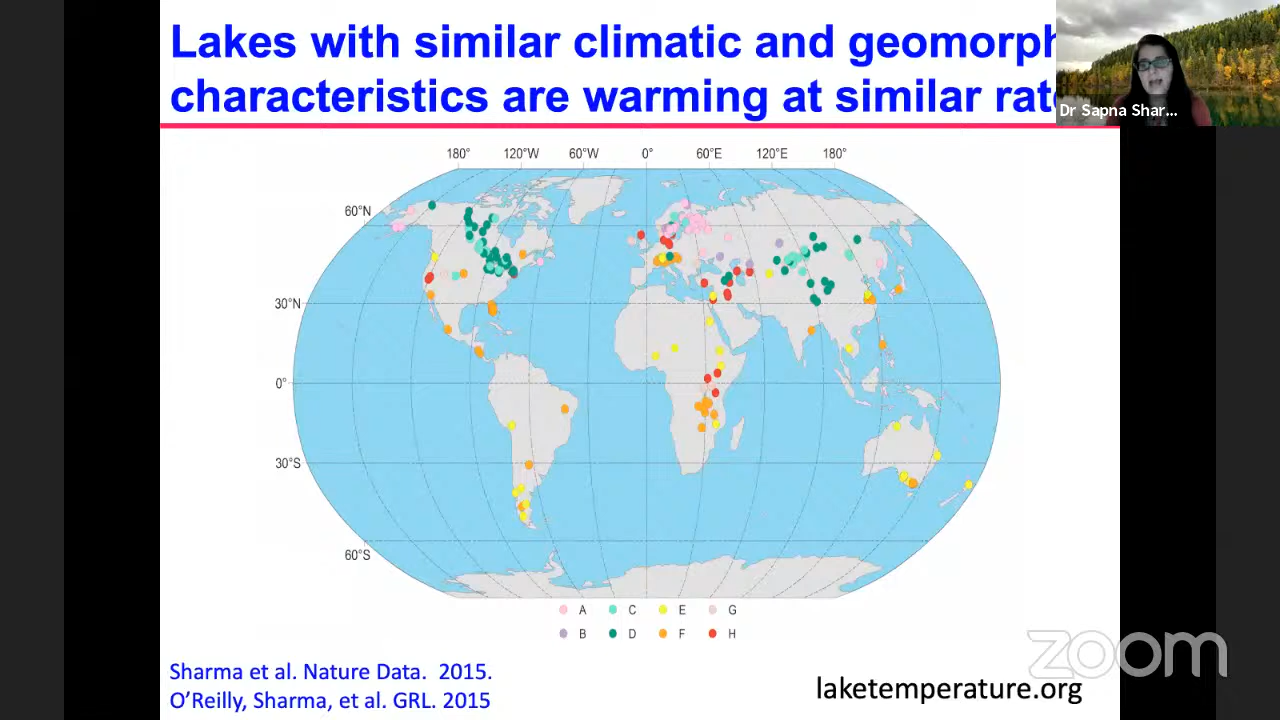 Lakes with similar climatic and geomorph
characteristics are warming at similar rat
Dr Sapna Shar...
180° 120°W 60°W 0° 60°E 120°E 180°
60°N
30°N
0°
30°S
60°S
A C E G
B D F H
Sharma et al. Nature Data. 2015.
O'Reilly, Sharma, et al. GRL. 2015
laketemperature.org
zoom